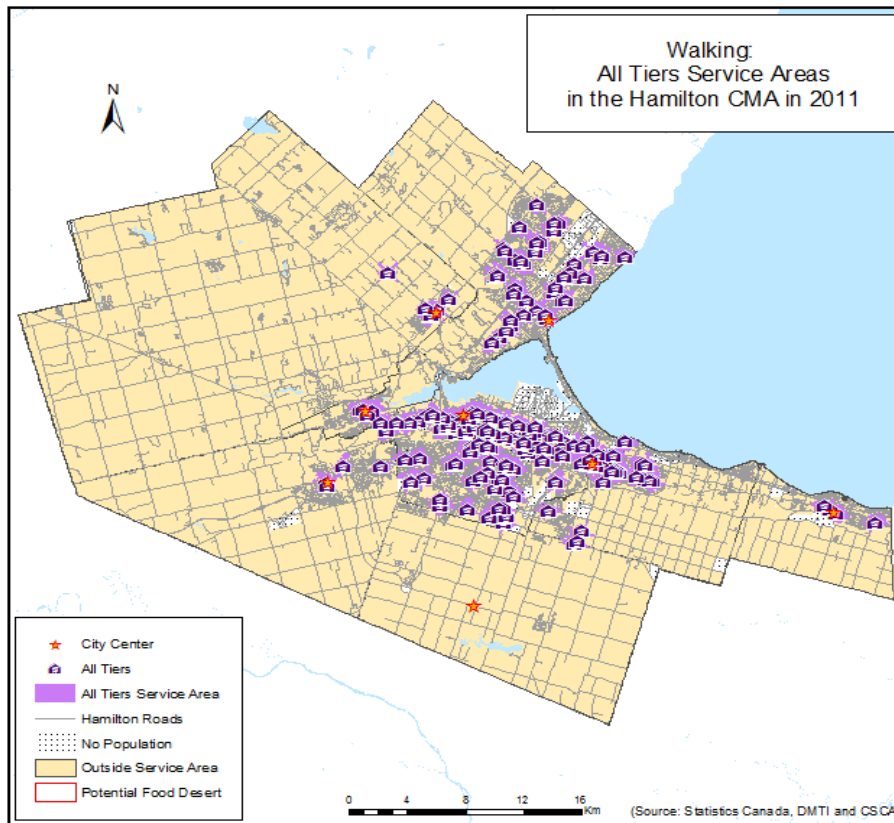 Walking:
All Tiers Service Areas
in the Hamilton CMA in 2011
N
City Center
All Tiers
All Tiers Service Area
Hamilton Roads
No Population
Outside Service Area
Potential Food Desert
0 4 8 12 16
Km
(Source: Statistics Canada, DMTI and CSCA